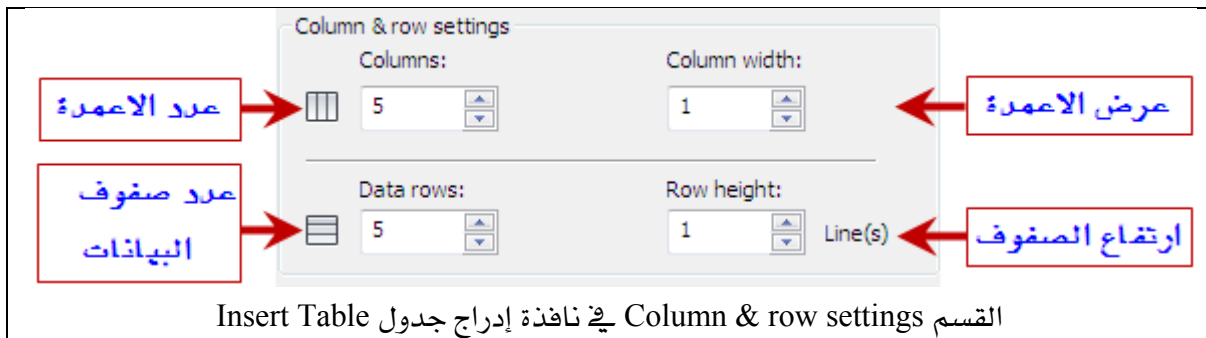 Column & row settings
Columns:
Column width:
عدد الاعمدة
5
1
عرض الاعمدة
عدد صفوف
البيانات
Data rows:
Row height:
5
1
Line(s)
ارتفاع الصفوف
القسم Column & row settings في نافذة إدراج جدول Insert Table